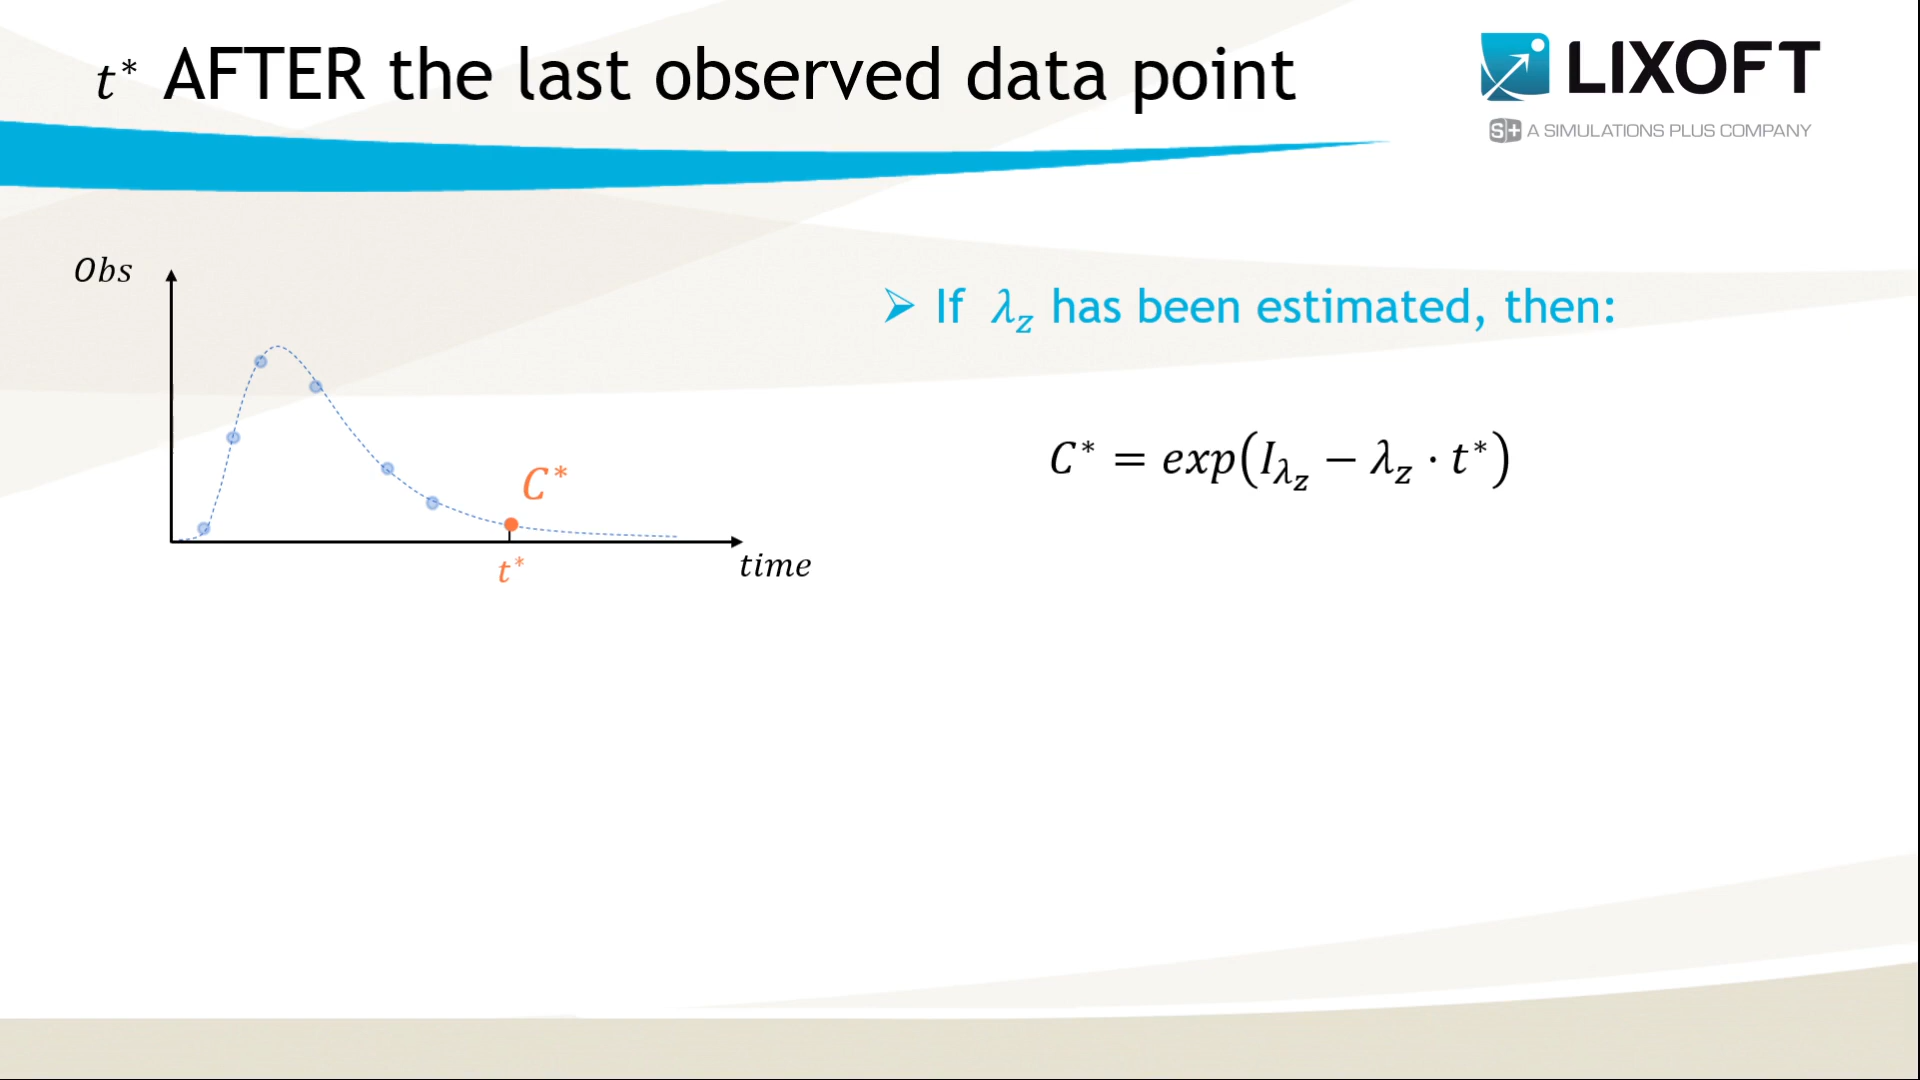 t* AFTER the last observed data point
LIXOFT
S+ A SIMULATIONS PLUS COMPANY
Obs
➢ If λz has been estimated, then:
C* = exp(Iλz − λz · t*)
C*
t*
time